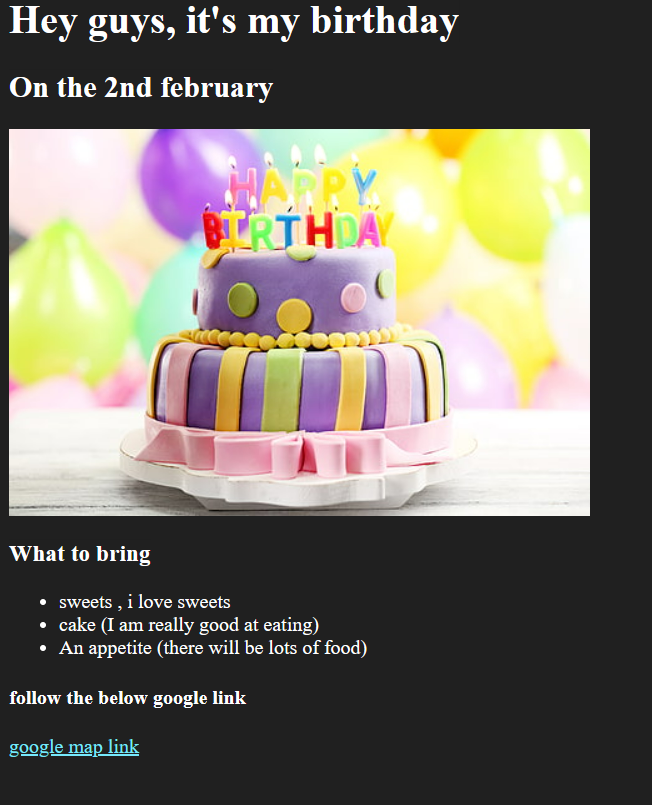 Hey guys, it's my birthday
On the 2nd february
HAPPY
BIRTHDAY
What to bring
sweets , i love sweets
cake (I am really good at eating)
An appetite (there will be lots of food)
follow the below google link
google map link